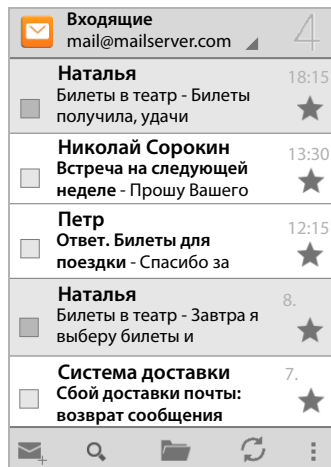 Входящие
mail@mailserver.com
4
Наталья
18:15
Билеты в театр - Билеты
получила, удачи
Николай Сорокин
13:30
Встреча на следующей
неделе - Прошу Вашего
Петр
12:15
Ответ. Билеты для
поездки - Спасибо за
Наталья
8.
Билеты в театр - Завтра я
выберу билеты и
Система доставки
7.
Сбой доставки почты:
возврат сообщения